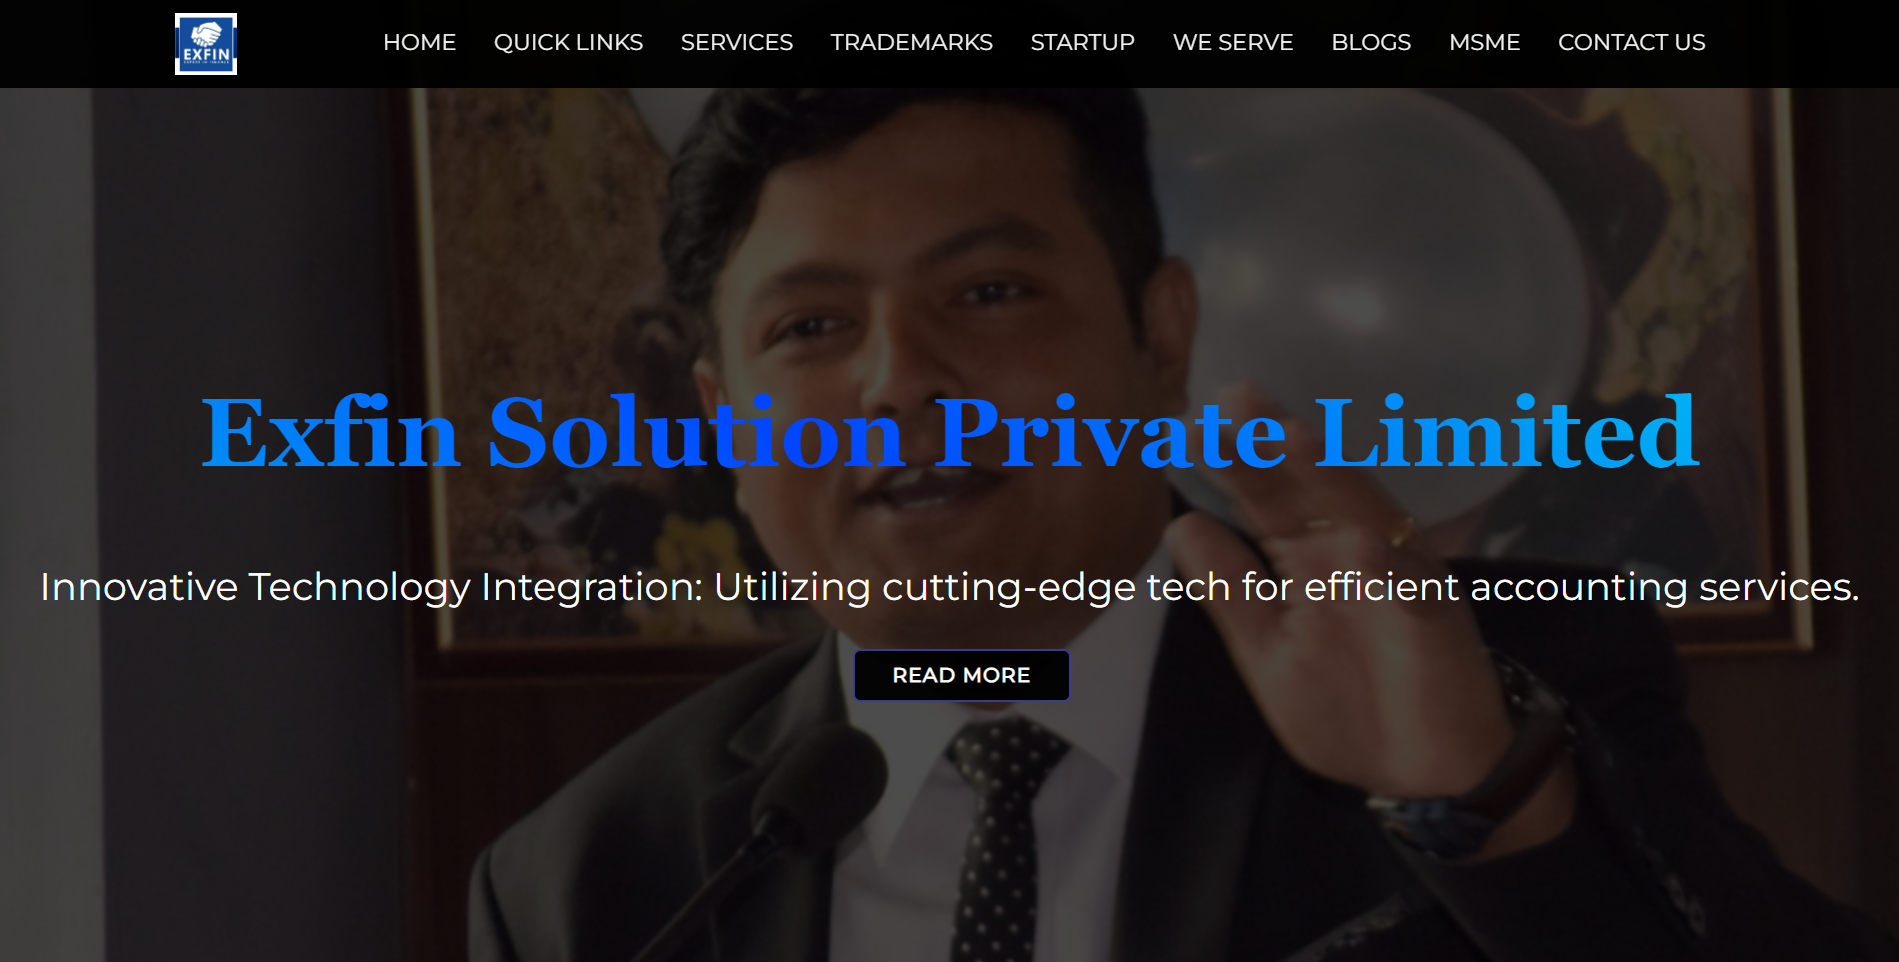 EXFIN
HOME QUICK LINKS SERVICES TRADEMARKS STARTUP WE SERVE BLOGS MSME CONTACT US
Exfin Solution Private Limited
Innovative Technology Integration: Utilizing cutting-edge tech for efficient accounting services.
READ MORE